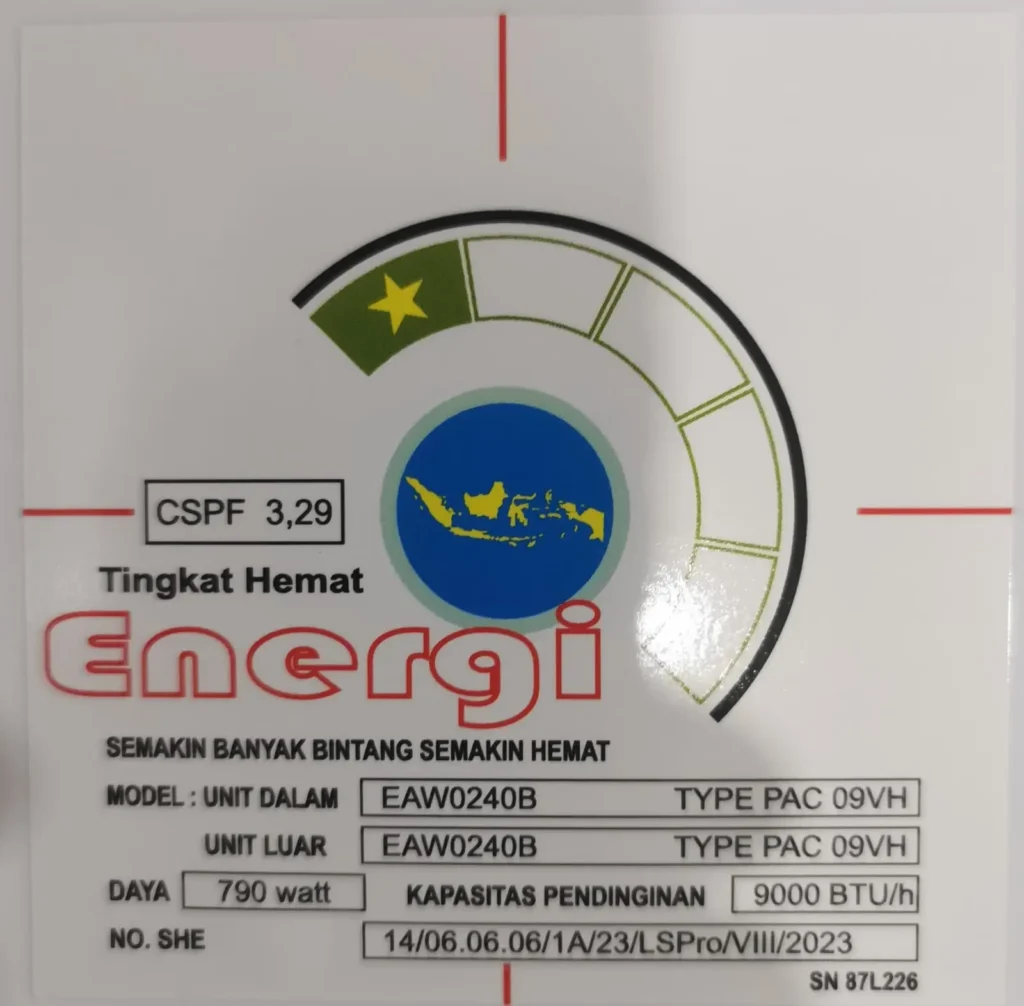 CSPF 3,29
Tingkat Hemat
Energi
SEMAKIN BANYAK BINTANG SEMAKIN HEMAT
MODEL : UNIT DALAM EAW0240B TYPE PAC 09VH
UNIT LUAR EAW0240B TYPE PAC 09VH
DAYA 790 watt KAPASITAS PENDINGINAN 9000 BTU/h
NO. SHE 14/06.06.06/1A/23/LSPro/VIII/2023
SN 87L226